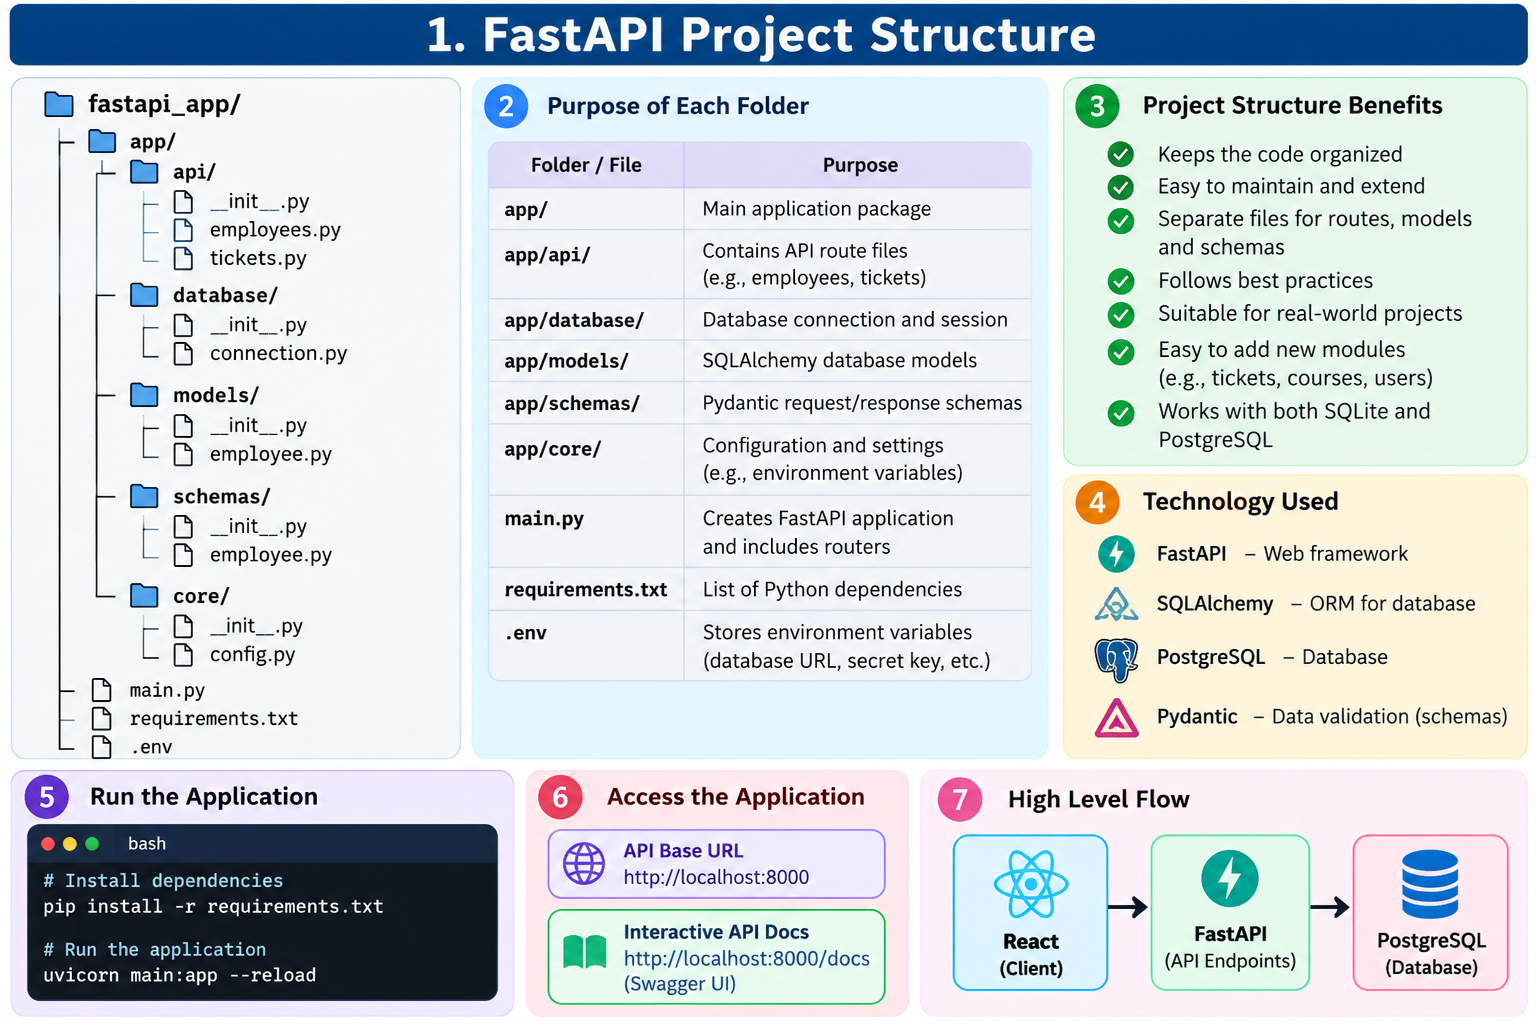 1. FastAPI Project Structure
fastapi_app/
app/
api/
__init__.py
employees.py
tickets.py
database/
__init__.py
connection.py
models/
__init__.py
employee.py
schemas/
__init__.py
employee.py
core/
__init__.py
config.py
main.py
requirements.txt
.env
2 Purpose of Each Folder
Folder / File Purpose
app/ Main application package
app/api/ Contains API route files
(e.g., employees, tickets)
app/database/ Database connection and session
app/models/ SQLAlchemy database models
app/schemas/ Pydantic request/response schemas
app/core/ Configuration and settings
(e.g., environment variables)
main.py Creates FastAPI application
and includes routers
requirements.txt List of Python dependencies
.env Stores environment variables
(database URL, secret key, etc.)
3 Project Structure Benefits
Keeps the code organized
Easy to maintain and extend
Separate files for routes, models
and schemas
Follows best practices
Suitable for real-world projects
Easy to add new modules
(e.g., tickets, courses, users)
Works with both SQLite and
PostgreSQL
4 Technology Used
FastAPI – Web framework
SQLAlchemy – ORM for database
PostgreSQL – Database
Pydantic – Data validation (schemas)
5 Run the Application
bash
# Install dependencies
pip install -r requirements.txt
# Run the application
uvicorn main:app --reload
6 Access the Application
API Base URL
http://localhost:8000
Interactive API Docs
http://localhost:8000/docs
(Swagger UI)
7 High Level Flow
React
(Client)
FastAPI
(API Endpoints)
PostgreSQL
(Database)